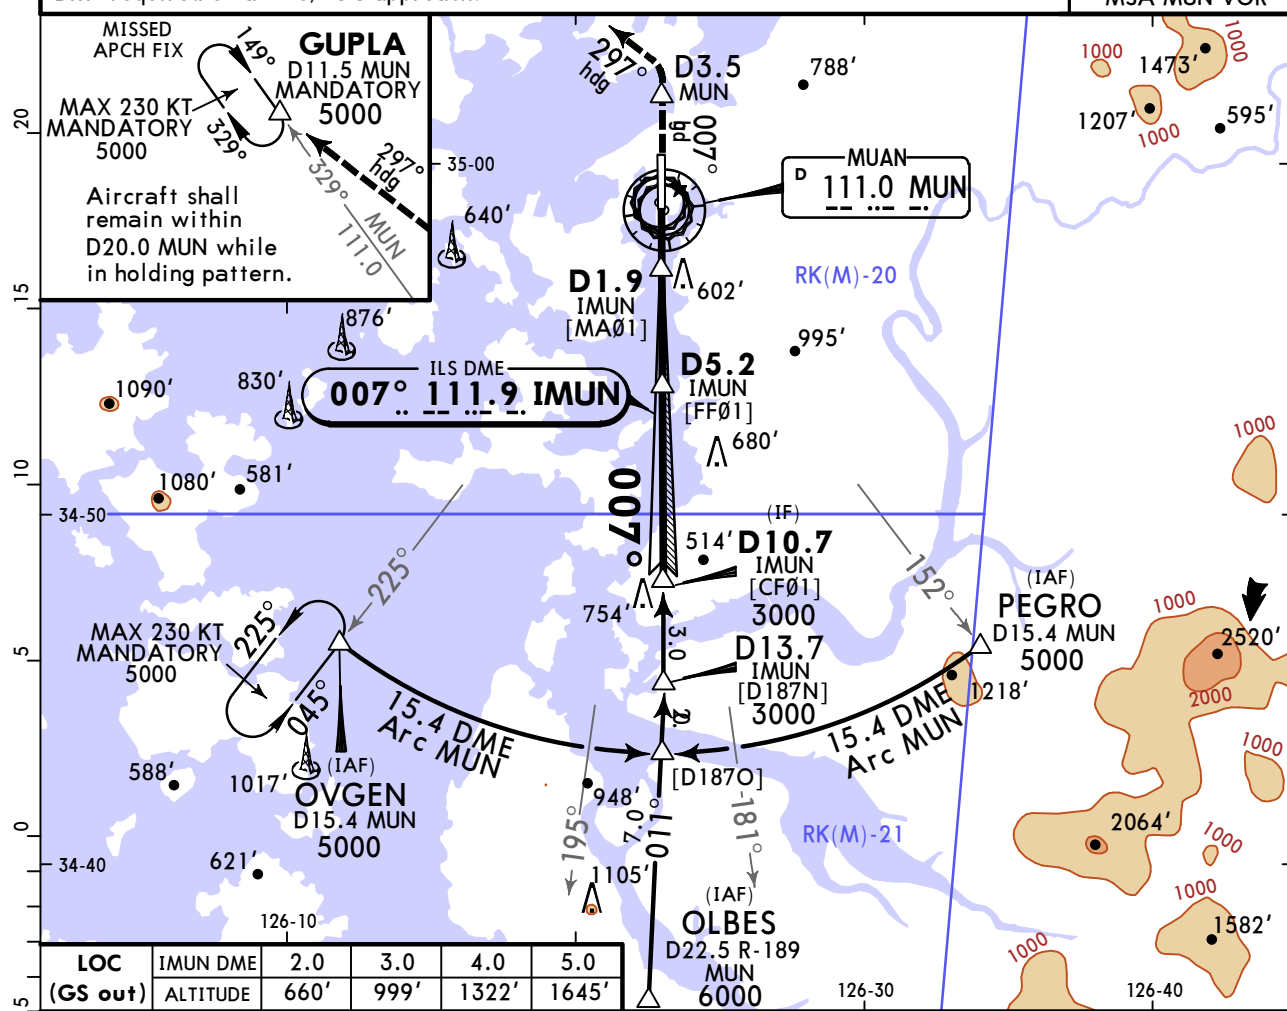 MSA MUN VOR
MISSED
APCH FIX
149°
GUPLA
D11.5 MUN
MANDATORY
5000
MAX 230 KT
MANDATORY
5000
329°
329°
MUN
111.0
297°
hdg
Aircraft shall
remain within
D20.0 MUN while
in holding pattern.
297°
hdg
D3.5
MUN
007°
788'
1000
1473'
1000
1207'
1000
595'
20
35-00
MUAN
D
111.0 MUN
640'
D1.9
IMUN
[MAØ1]
602'
RK(M)-20
15
876'
995'
ILS DME
007° 111.9 IMUN
D5.2
IMUN
[FFØ1]
1090'
830'
680'
1000
1080'
581'
10
34-50
007°
(IF)
D10.7
IMUN
[CFØ1]
3000
514'
754'
225°
152°
(IAF)
PEGRO
D15.4 MUN
5000
1000
2520'
2000
225°
MAX 230 KT
MANDATORY
5000
045°
5
3.0
D13.7
IMUN
[D187N]
3000
1218'
15.4 DME
Arc MUN
15.4 DME
Arc MUN
1000
588'
1017'
(IAF)
OVGEN
D15.4 MUN
5000
[D187O]
948'
195°
7.0
011°
181°
RK(M)-21
2064'
1000
0
34-40
621'
1105'
(IAF)
OLBES
D22.5 R-189
MUN
6000
1000
1582'
1000
126-10
126-30
126-40
5
LOC
(GS out)
IMUN DME 2.0 3.0 4.0 5.0
ALTITUDE 660' 999' 1322' 1645'